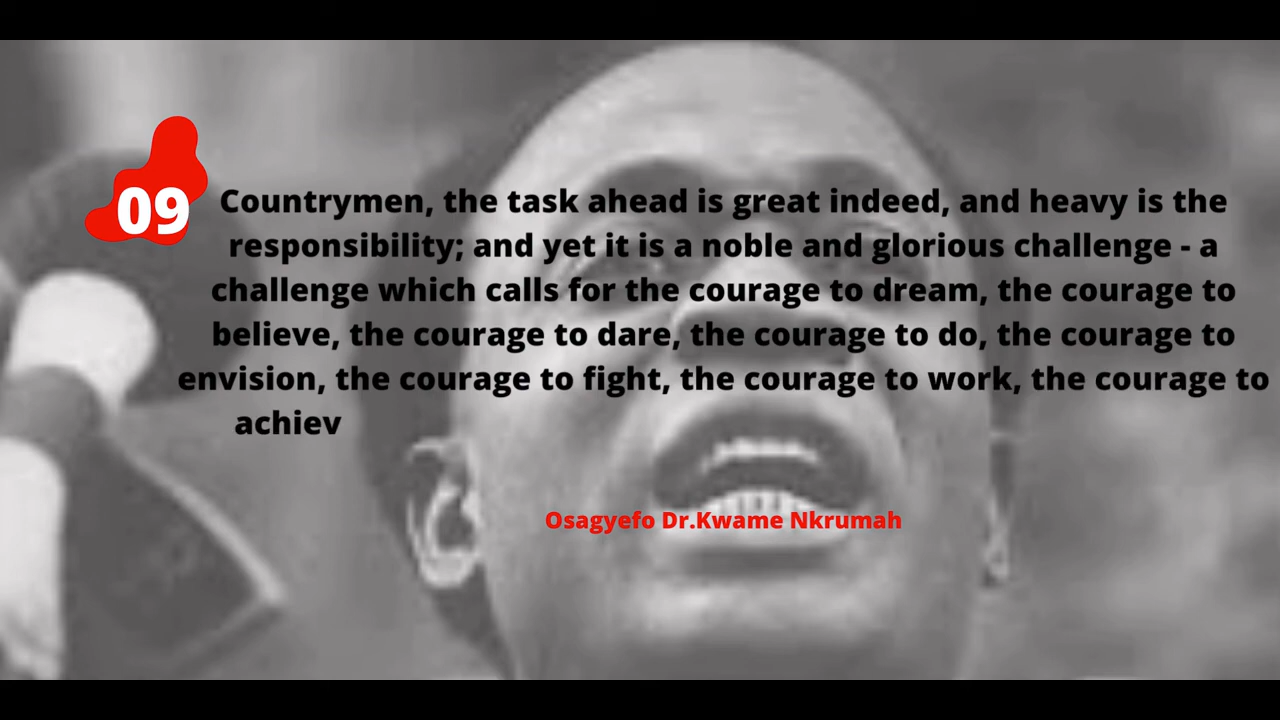 09
Countrymen, the task ahead is great indeed, and heavy is the
responsibility; and yet it is a noble and glorious challenge - a
challenge which calls for the courage to dream, the courage to
believe, the courage to dare, the courage to do, the courage to
envision, the courage to fight, the courage to work, the courage to
achiev
Osagyefo Dr.Kwame Nkrumah